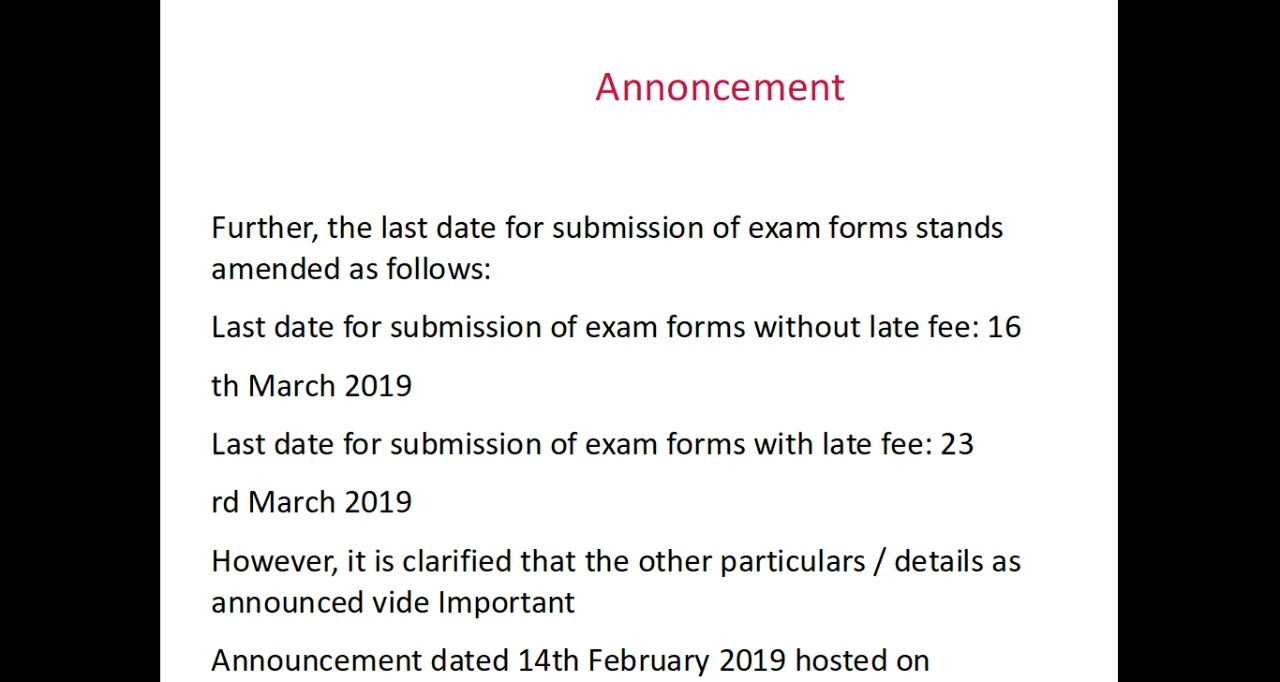 Annoncement
Further, the last date for submission of exam forms stands
amended as follows:
Last date for submission of exam forms without late fee: 16
th March 2019
Last date for submission of exam forms with late fee: 23
rd March 2019
However, it is clarified that the other particulars / details as
announced vide Important
Announcement dated 14th February 2019 hosted on